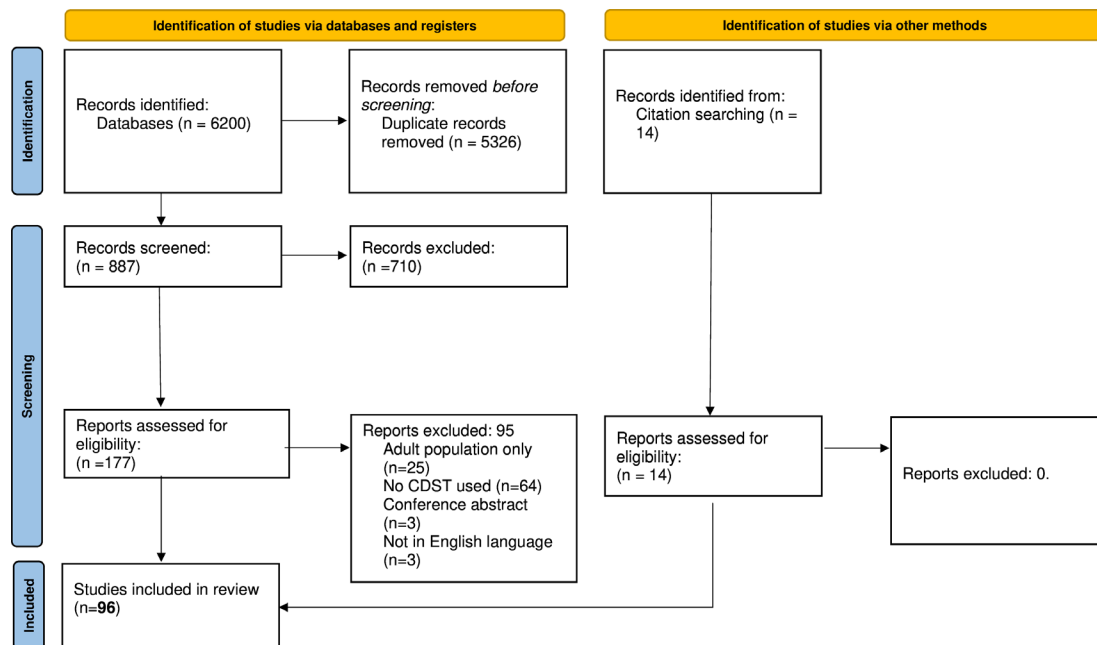 Identification of studies via databases and registers
Identification of studies via other methods
Identification
Records identified:
Databases (n = 6200)
Records removed before
screening:
Duplicate records
removed (n = 5326)
Records identified from:
Citation searching (n =
14)
Screening
Records screened:
(n = 887)
Records excluded:
(n =710)
Reports assessed for
eligibility:
(n =177)
Reports excluded: 95
Adult population only
(n=25)
No CDST used (n=64)
Conference abstract
(n=3)
Not in English language
(n=3)
Reports assessed for
eligibility:
(n = 14)
Reports excluded: 0.
Included
Studies included in review
(n=96)